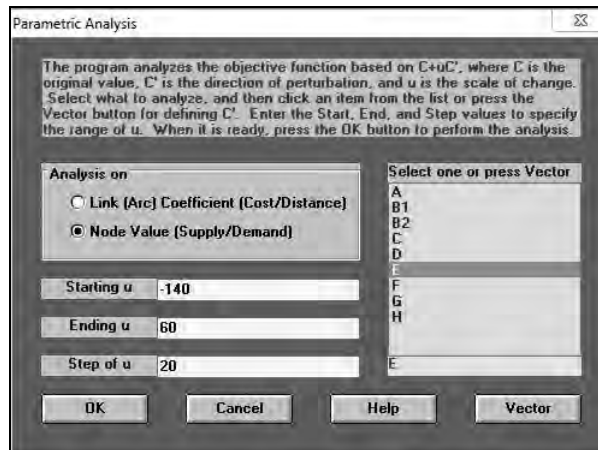 Parametric Analysis
The program analyzes the objective function based on C+uC', where C is the
original value, C' is the direction of perturbation, and u is the scale of change.
Select what to analyze, and then click an item from the list or press the
Vector button for defining C'. Enter the Start, End, and Step values to specify
the range of u. When it is ready, press the OK button to perform the analysis.
Analysis on
Link (Arc) Coefficient (Cost/Distance)
Node Value (Supply/Demand)
Starting u -140
Ending u 60
Step of u 20
Select one or press Vector
A
B1
B2
C
D
E
F
G
H
E
OK Cancel Help Vector